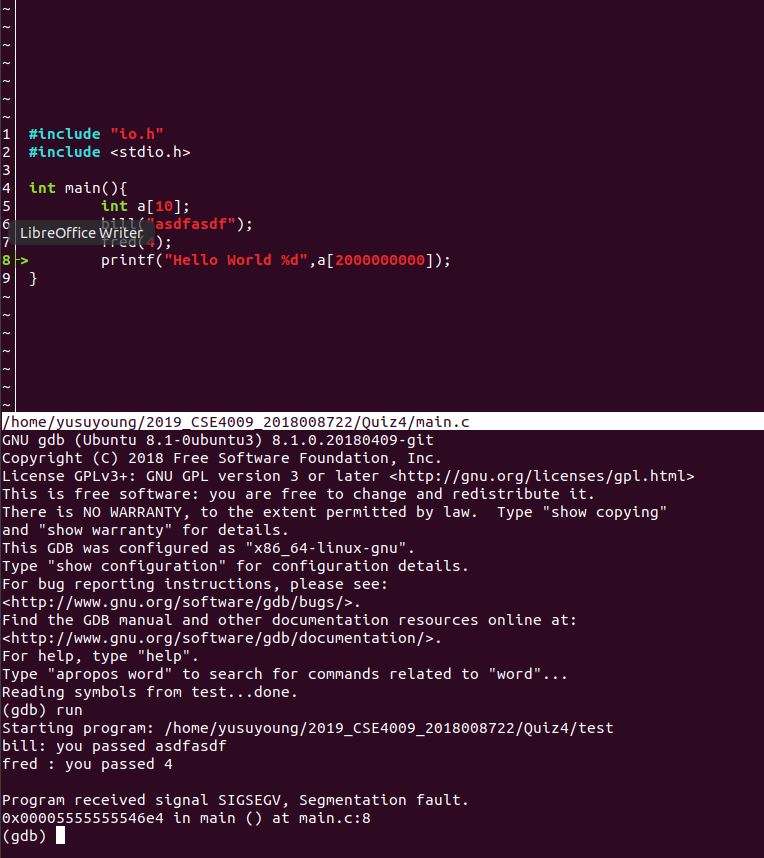 ~
~
~
~
~
~
~
1 #include "io.h"
2 #include <stdio.h>
3
4 int main(){
5         int a[10];
6         bill("asdfasdf");
LibreOffice Writer
7         fred(4);
8->       printf("Hello World %d",a[2000000000]);
9 }
~
~
~
~
~
~
~
/home/yusuyoung/2019_CSE4009_2018008722/Quiz4/main.c
GNU gdb (Ubuntu 8.1-0ubuntu3) 8.1.0.20180409-git
Copyright (C) 2018 Free Software Foundation, Inc.
License GPLv3+: GNU GPL version 3 or later <http://gnu.org/licenses/gpl.html>
This is free software: you are free to change and redistribute it.
There is NO WARRANTY, to the extent permitted by law.  Type "show copying"
and "show warranty" for details.
This GDB was configured as "x86_64-linux-gnu".
Type "show configuration" for configuration details.
For bug reporting instructions, please see:
<http://www.gnu.org/software/gdb/bugs/>.
Find the GDB manual and other documentation resources online at:
<http://www.gnu.org/software/gdb/documentation/>.
For help, type "help".
Type "apropos word" to search for commands related to "word"...
Reading symbols from test...done.
(gdb) run
Starting program: /home/yusuyoung/2019_CSE4009_2018008722/Quiz4/test
bill: you passed asdfasdf
fred : you passed 4

Program received signal SIGSEGV, Segmentation fault.
0x00005555555546e4 in main () at main.c:8
(gdb)